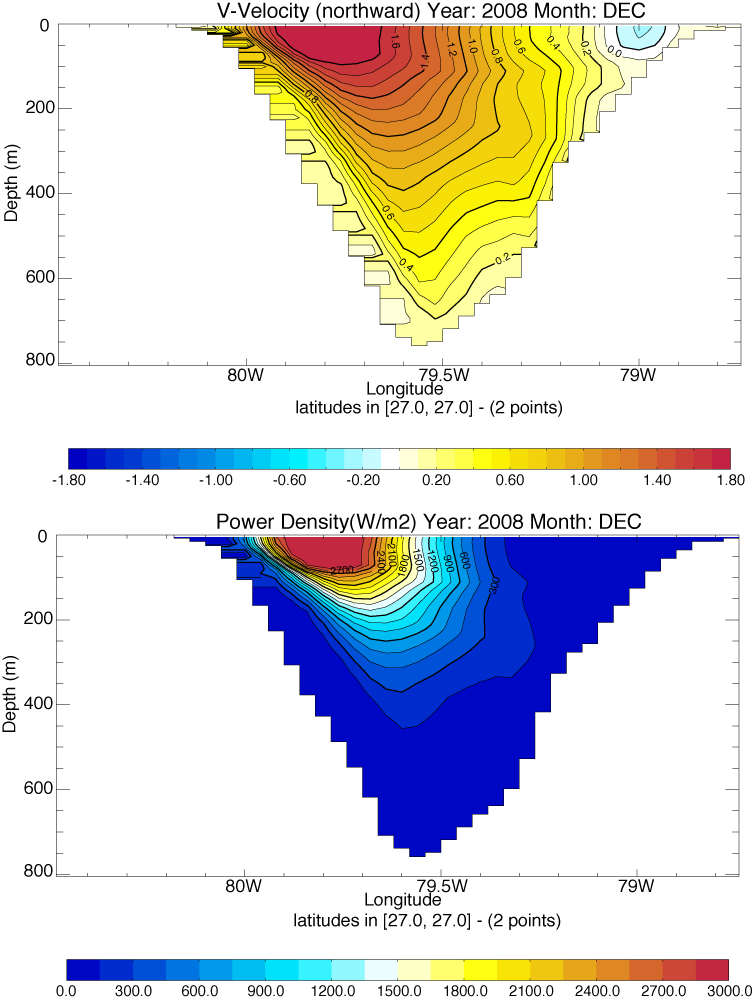 V-Velocity (northward) Year: 2008 Month: DEC
0
200
400
600
800
Depth (m)
1.6
1.4
1.2
1.0
0.8
0.6
0.4
0.2
0.0
0.8
0.6
0.4
0.2
80W
79.5W
79W
Longitude
latitudes in [27.0, 27.0] - (2 points)
-1.80 -1.40 -1.00 -0.60 -0.20 0.20 0.60 1.00 1.40 1.80
Power Density(W/m2) Year: 2008 Month: DEC
0
200
400
600
800
Depth (m)
2700
2400
2100
1800
1500
1200
900
600
300
80W
79.5W
79W
Longitude
latitudes in [27.0, 27.0] - (2 points)
0.0 300.0 600.0 900.0 1200.0 1500.0 1800.0 2100.0 2400.0 2700.0 3000.0